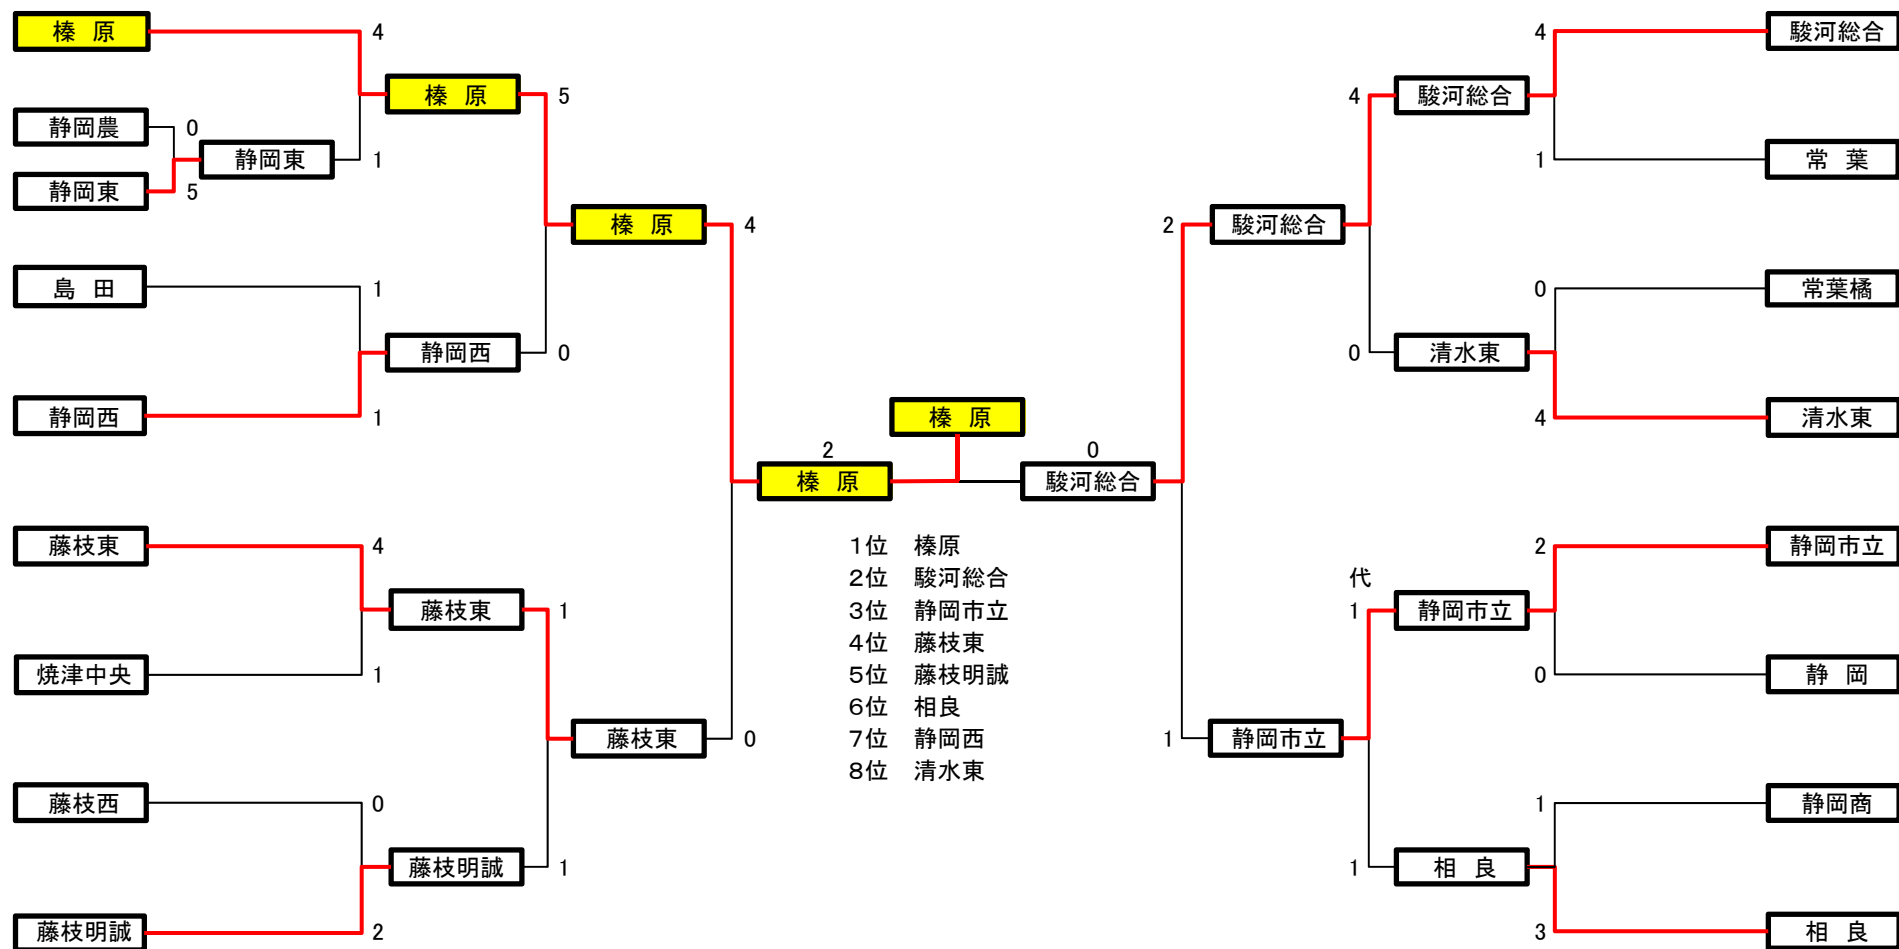 榛 原
4
榛 原
5
静岡農
0
静岡東
1
静岡東
5
榛 原
4
島 田
1
静岡西
0
静岡西
1
榛 原
2
榛 原
0
駿河総合
藤枝東
4
藤枝東
1
焼津中央
1
藤枝東
0
藤枝西
0
藤枝明誠
1
藤枝明誠
2
1位 榛原
2位 駿河総合
3位 静岡市立
4位 藤枝東
5位 藤枝明誠
6位 相良
7位 静岡西
8位 清水東
4
駿河総合
4
駿河総合
1
常 葉
2
駿河総合
0
常葉橘
0
清水東
4
清水東
2
静岡市立
代
1
静岡市立
0
静 岡
1
静岡市立
1
静岡商
1
相 良
3
相 良